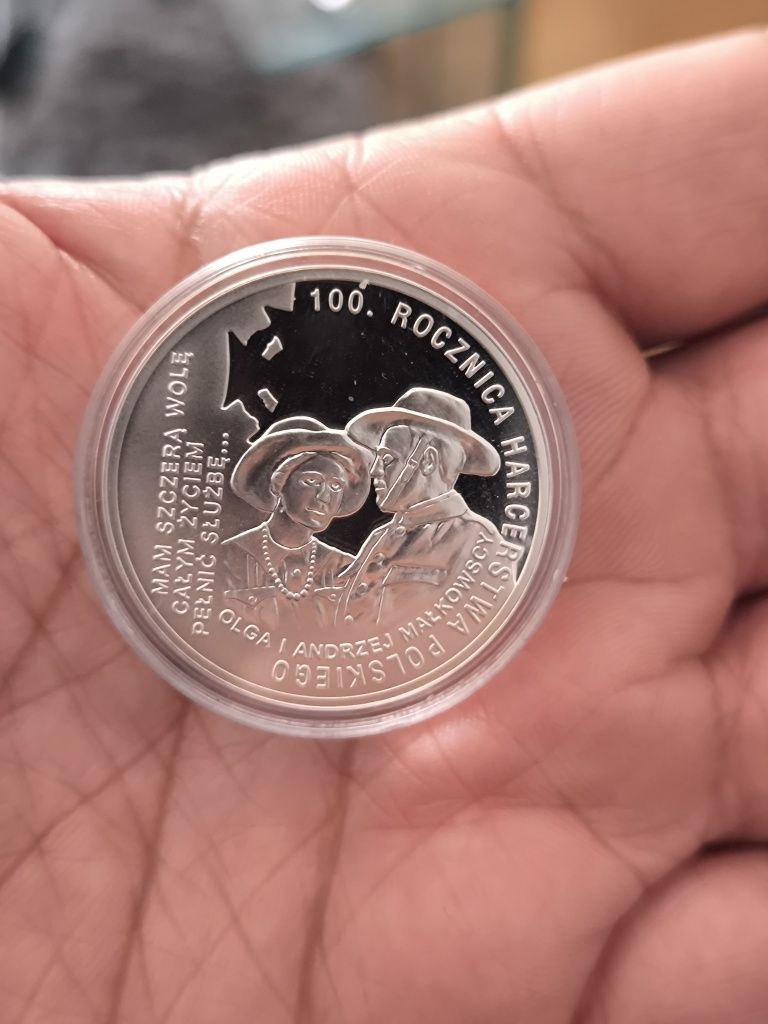 100. ROCZNICA HARCERSTWA POLSKIEGO
MAM SZCZERĄ WOLĘ
CAŁYM ŻYCIEM
PEŁNIĆ SŁUŻBĘ...
OLGA I ANDRZEJ MAŁKOWSCY